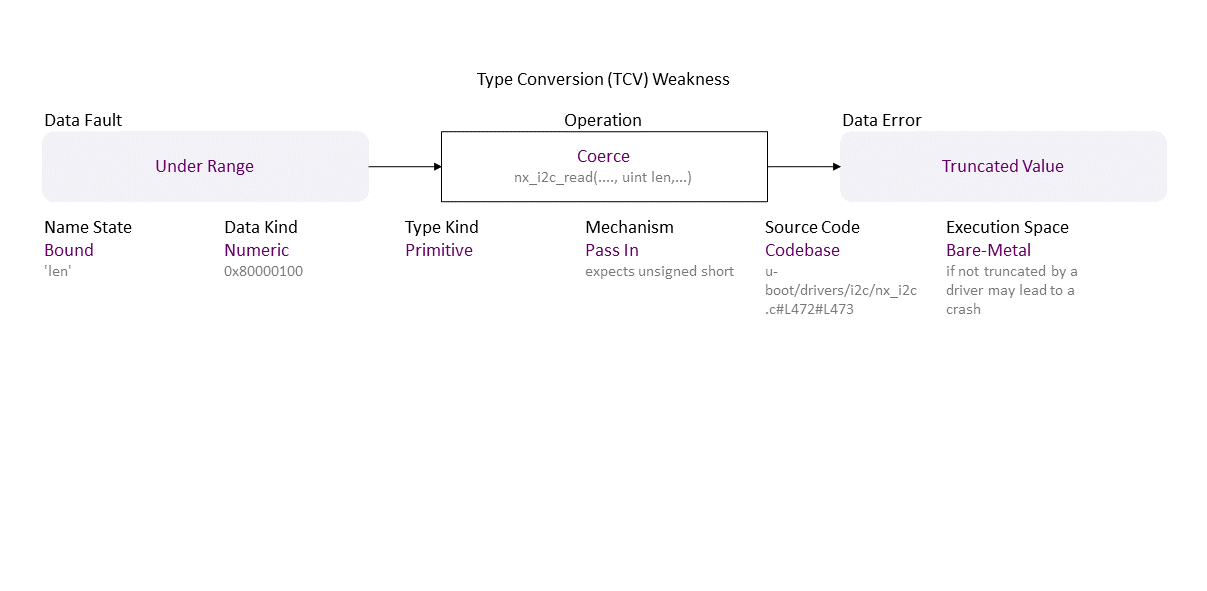 Type Conversion (TCV) Weakness
Data Fault
Operation
Data Error
Under Range
Coerce
nx_i2c_read(...., uint len,...)
Truncated Value
Name State
Bound
'len'
Data Kind
Numeric
0x80000100
Type Kind
Primitive
Mechanism
Pass In
expects unsigned short
Source Code
Codebase
u-
boot/drivers/i2c/nx_i2c
.c#L472#L473
Execution Space
Bare-Metal
if not truncated by a
driver may lead to a
crash